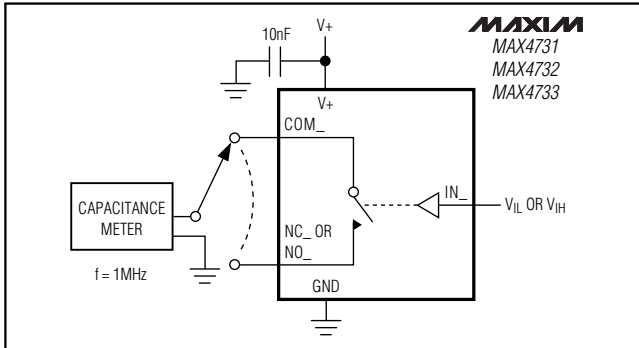 10nF
V+
MAXIM
MAX4731
MAX4732
MAX4733
V+
COM_
IN_
VIL OR VIH
CAPACITANCE
METER
NC_ OR
NO_
f = 1MHz
GND